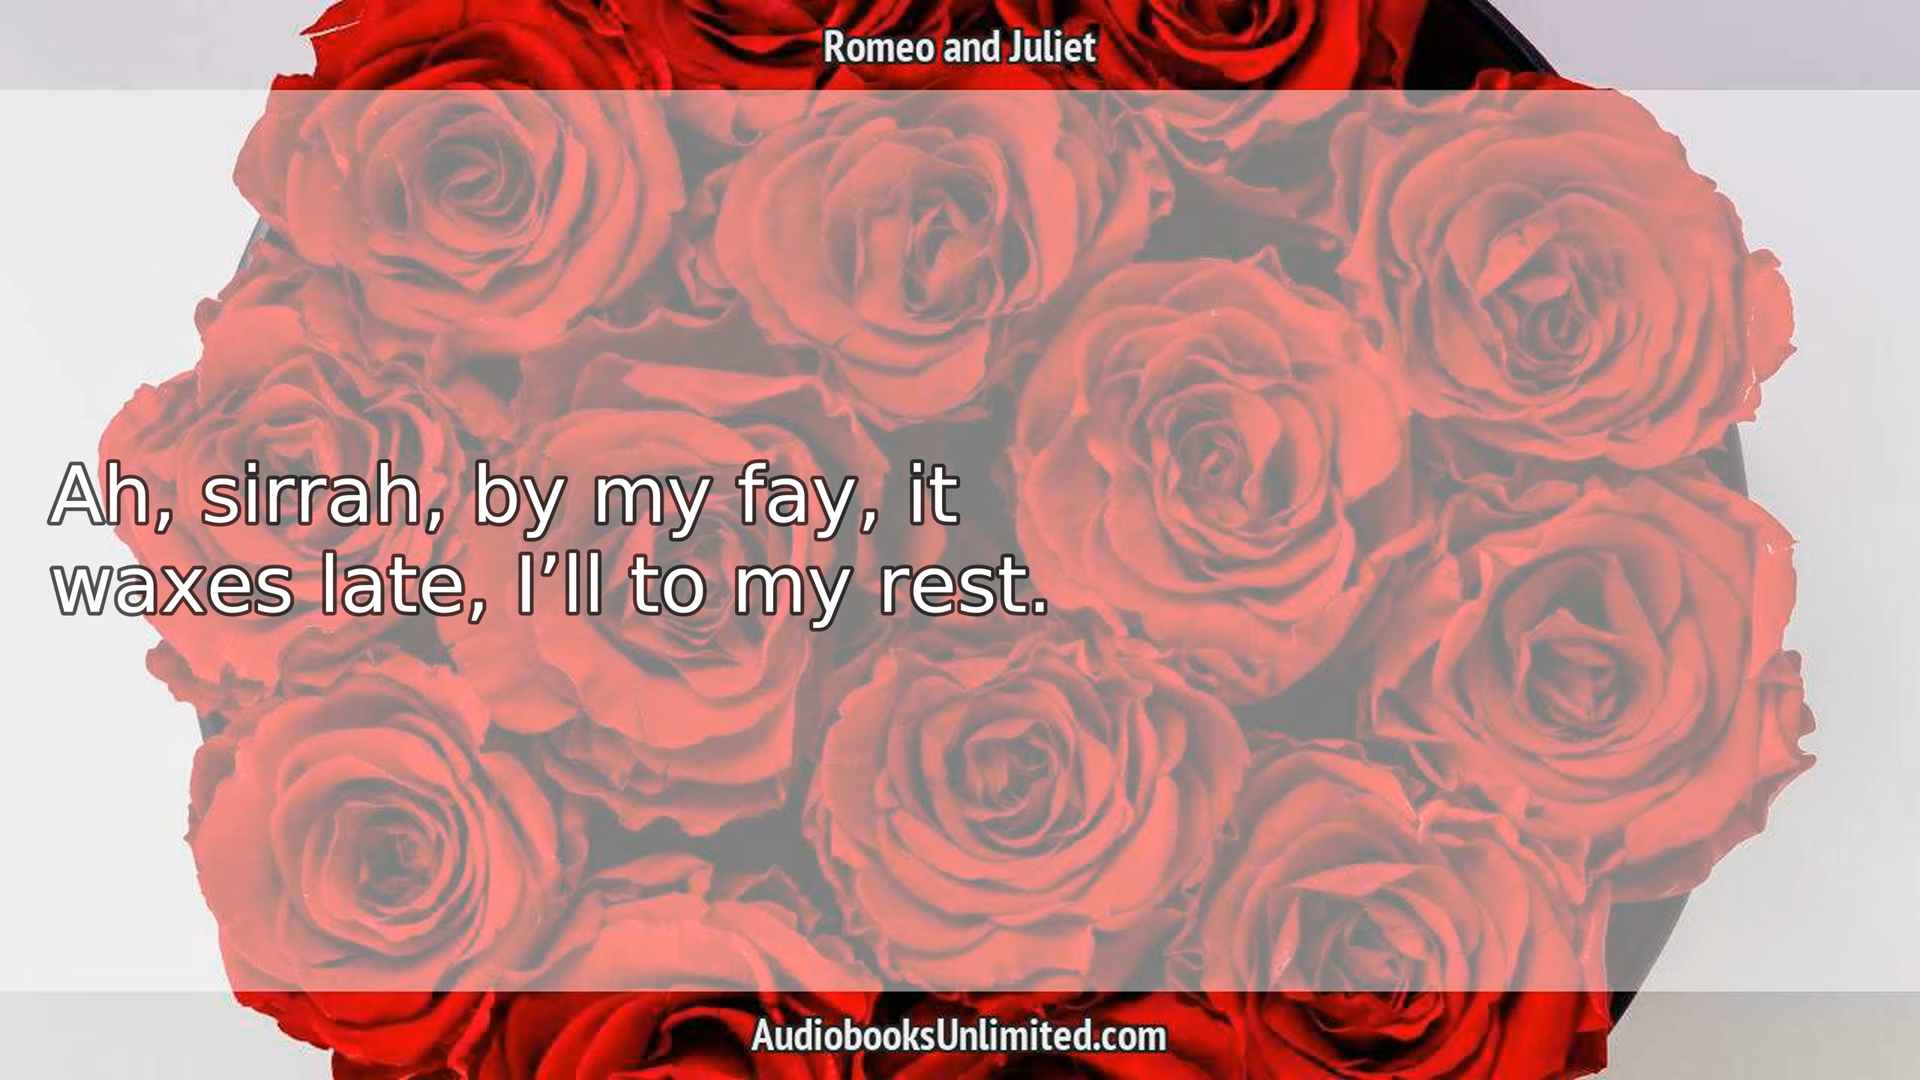 Romeo and Juliet
Ah, sirrah, by my fay, it
waxes late, I’ll to my rest.
AudiobooksUnlimited.com